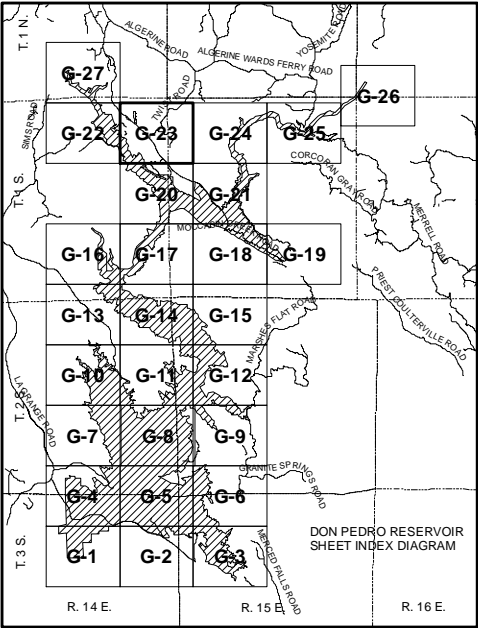 T. 1 N.
ALGERINE ROAD
YOSEMITE ROAD
ALGERINE WARDS FERRY ROAD
G-27
G-26
SIMS ROAD
TWIST ROAD
G-22
G-23
G-24
G-25
CORCORAN GRAY ROAD
T. 1 S.
G-20
G-21
MERRELL ROAD
G-16
G-17
G-18
G-19
PRIEST COULTERVILLE ROAD
G-13
G-14
G-15
MARSHES FLAT ROAD
G-10
G-11
G-12
LA GRANGE ROAD
T. 2 S.
G-7
G-8
G-9
GRANITE SPRINGS ROAD
G-4
G-5
G-6
T. 3 S.
G-1
G-2
G-3
MERCED FALLS ROAD
DON PEDRO RESERVOIR
SHEET INDEX DIAGRAM
R. 14 E.
R. 15 E.
R. 16 E.